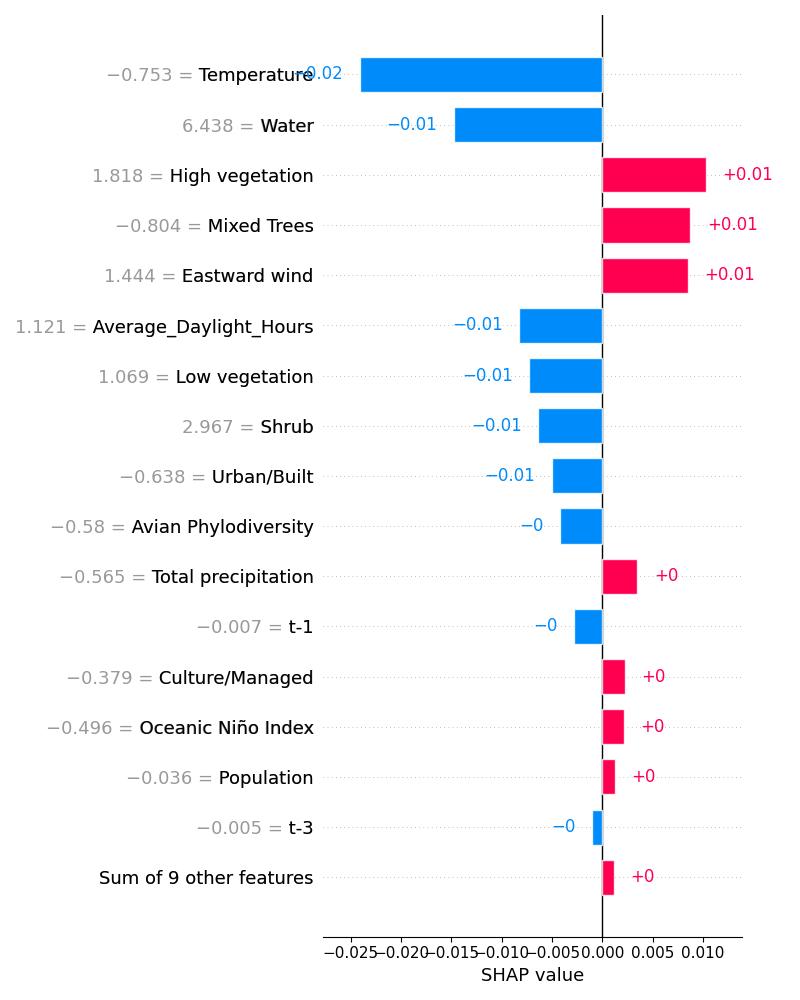 −0.753 = Temperature −0.02
6.438 = Water −0.01
1.818 = High vegetation +0.01
−0.804 = Mixed Trees +0.01
1.444 = Eastward wind +0.01
1.121 = Average_Daylight_Hours −0.01
1.069 = Low vegetation −0.01
2.967 = Shrub −0.01
−0.638 = Urban/Built −0.01
−0.58 = Avian Phylodiversity −0
−0.565 = Total precipitation +0
−0.007 = t-1 −0
−0.379 = Culture/Managed +0
−0.496 = Oceanic Niño Index +0
−0.036 = Population +0
−0.005 = t-3 −0
Sum of 9 other features +0
−0.025 −0.020 −0.015 −0.010 −0.005 0.000 0.005 0.010
SHAP value